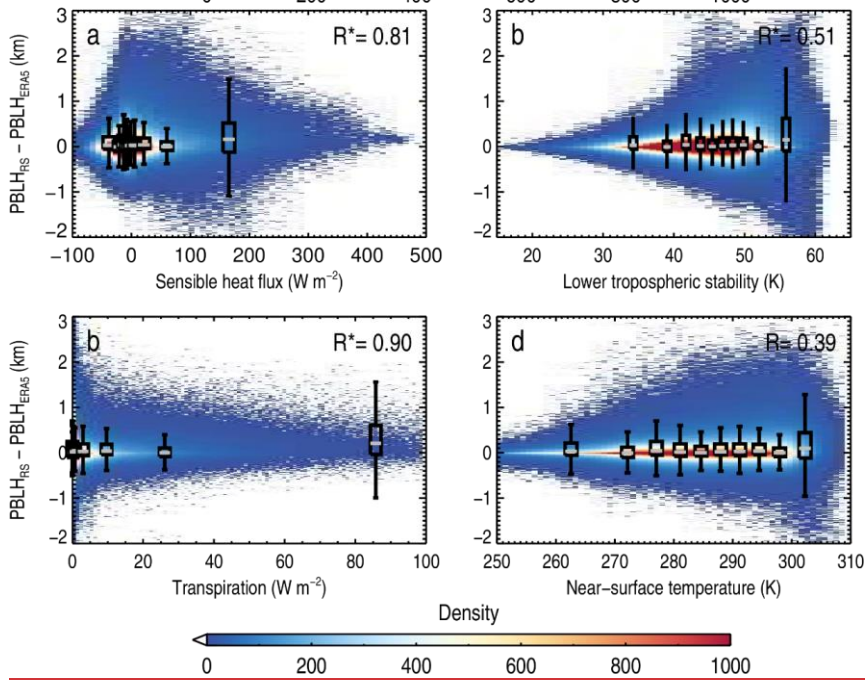 a
R*= 0.81
PBLH_RS − PBLH_ERA5 (km)
3
2
1
0
−1
−2
−100 0 100 200 300 400 500
Sensible heat flux (W m⁻²)
b
R*= 0.51
3
2
1
0
−1
−2
20 30 40 50 60
Lower tropospheric stability (K)
b
R*= 0.90
PBLH_RS − PBLH_ERA5 (km)
3
2
1
0
−1
−2
0 20 40 60 80 100
Transpiration (W m⁻²)
d
R= 0.39
3
2
1
0
−1
−2
250 260 270 280 290 300 310
Near−surface temperature (K)
Density
0 200 400 600 800 1000